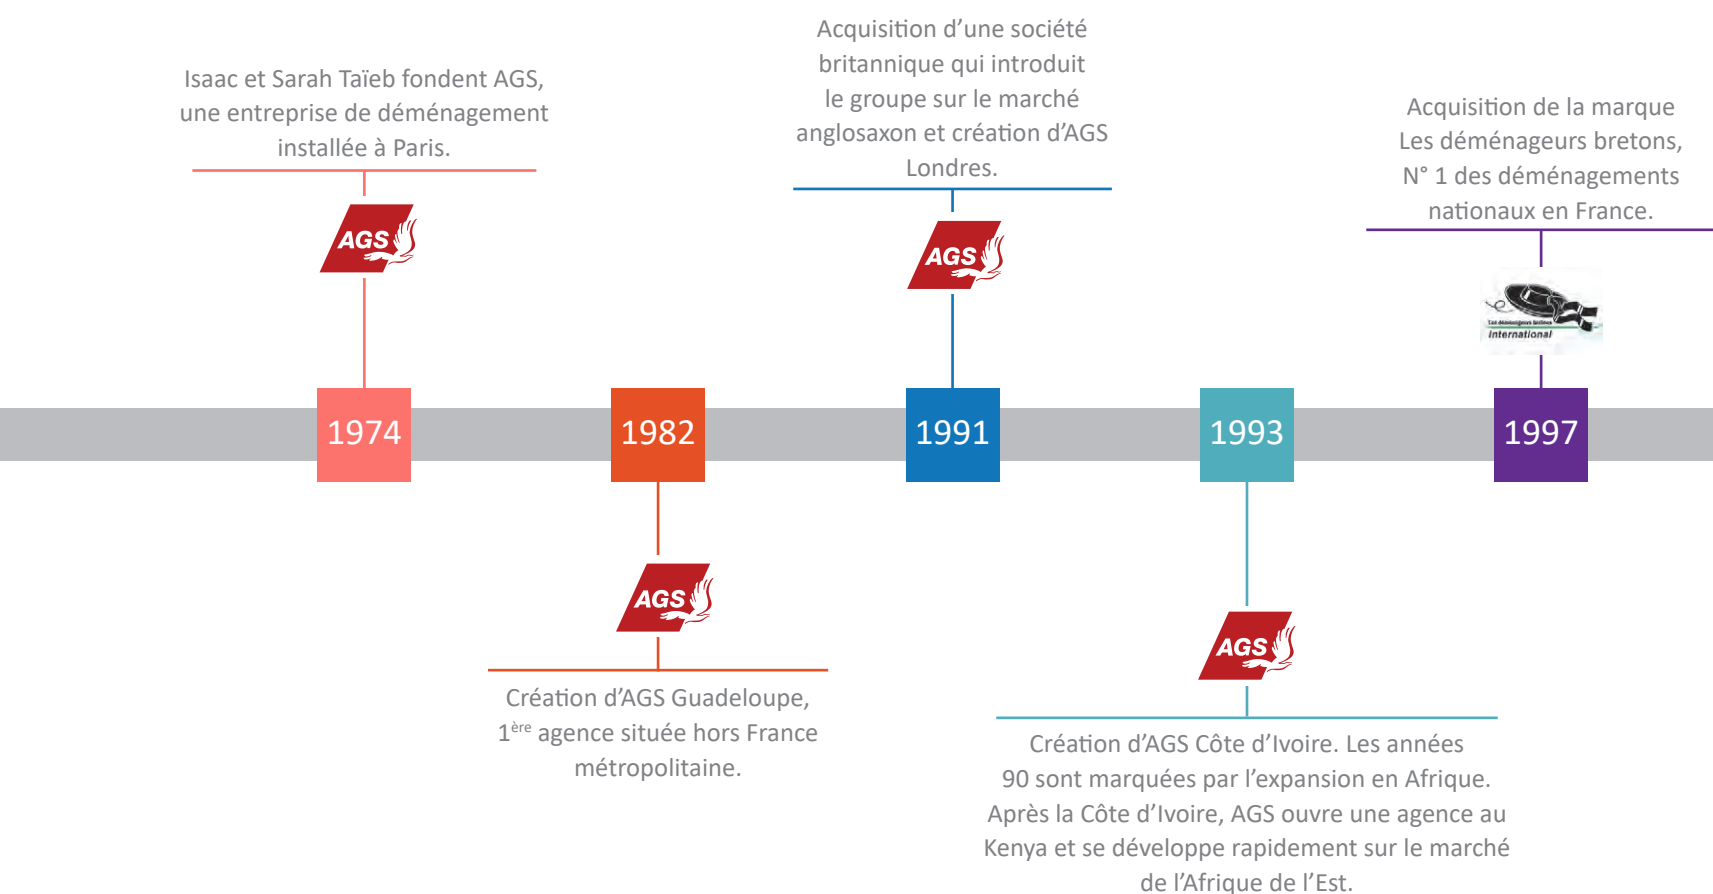 Isaac et Sarah Taïeb fondent AGS,
une entreprise de déménagement
installée à Paris.
AGS
1974
1982
AGS
Création d’AGS Guadeloupe,
1ère agence située hors France
métropolitaine.
Acquisition d’une société
britannique qui introduit
le groupe sur le marché
anglosaxon et création d’AGS
Londres.
AGS
1991
1993
AGS
Création d’AGS Côte d’Ivoire. Les années
90 sont marquées par l’expansion en Afrique.
Après la Côte d’Ivoire, AGS ouvre une agence au
Kenya et se développe rapidement sur le marché
de l’Afrique de l’Est.
Acquisition de la marque
Les déménageurs bretons,
N° 1 des déménagements
nationaux en France.
Les déménageurs bretons
International
1997